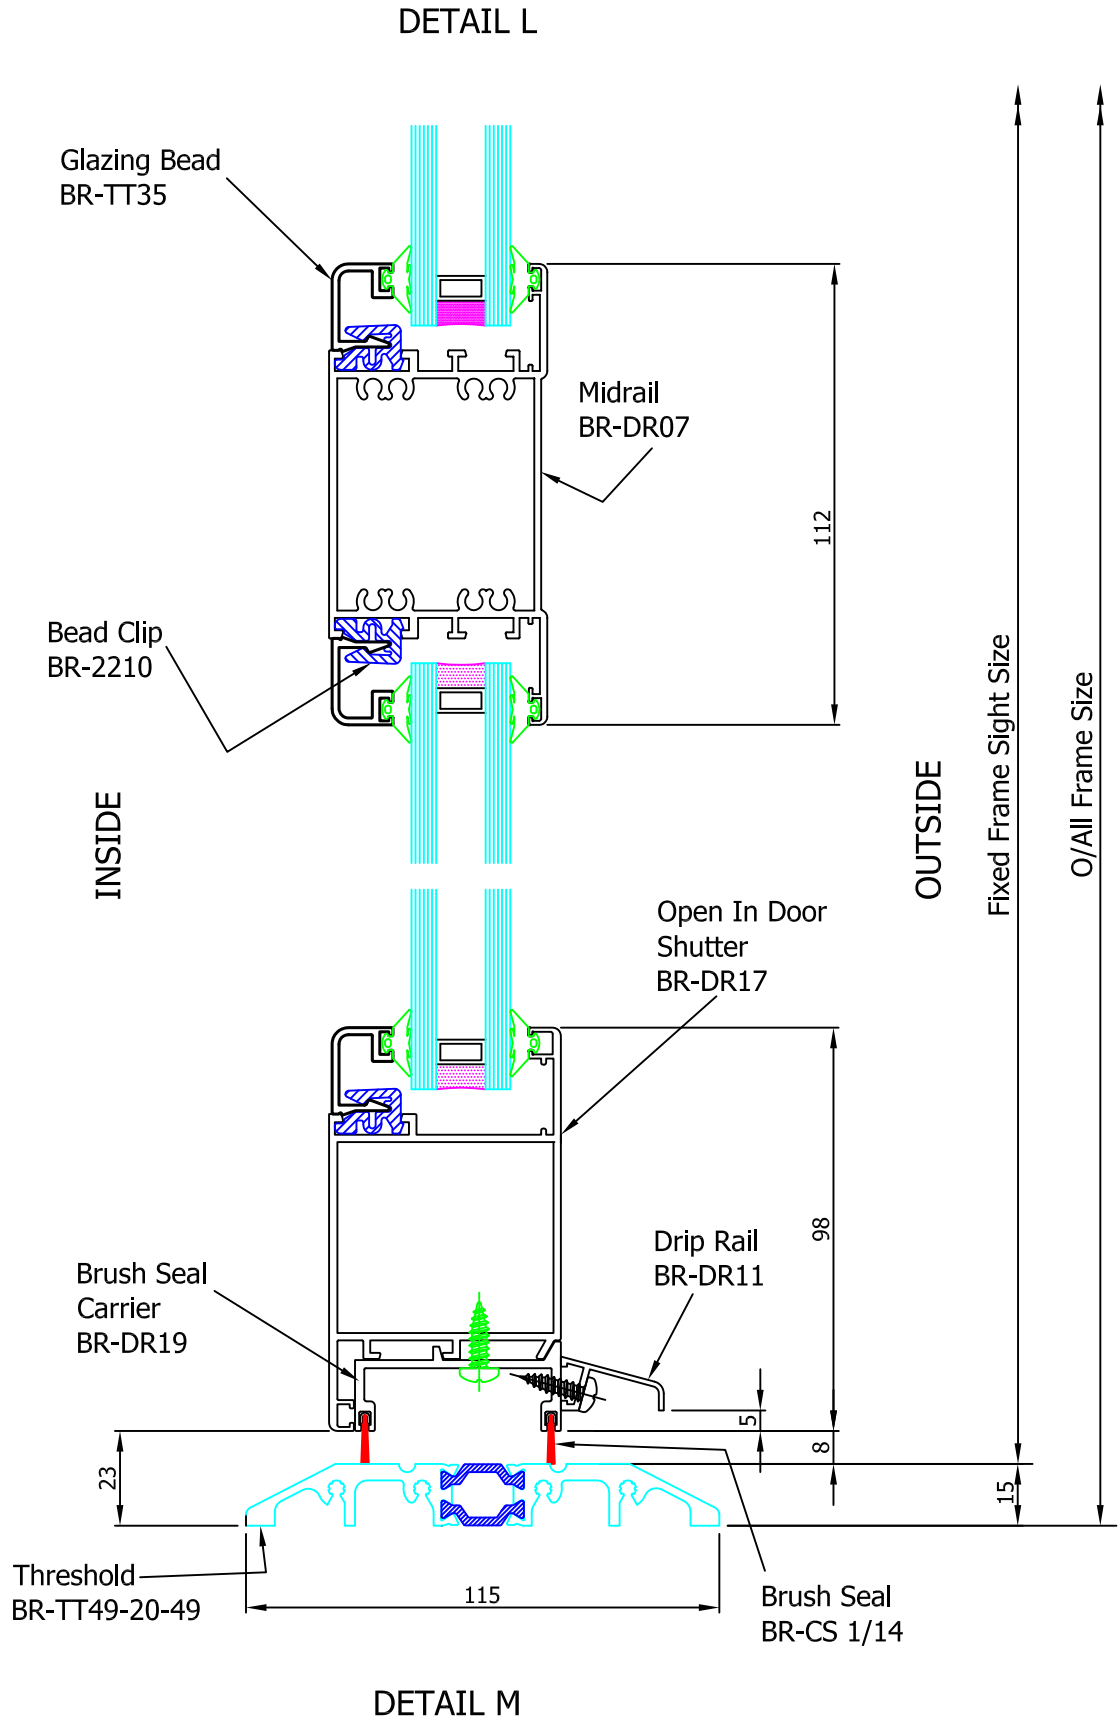 DETAIL L
Glazing Bead
BR-TT35
Midrail
BR-DR07
112
Bead Clip
BR-2210
INSIDE
OUTSIDE
Fixed Frame Sight Size
O/All Frame Size
Open In Door
Shutter
BR-DR17
98
Drip Rail
BR-DR11
Brush Seal
Carrier
BR-DR19
5
8
23
15
Threshold
BR-TT49-20-49
115
Brush Seal
BR-CS 1/14
DETAIL M